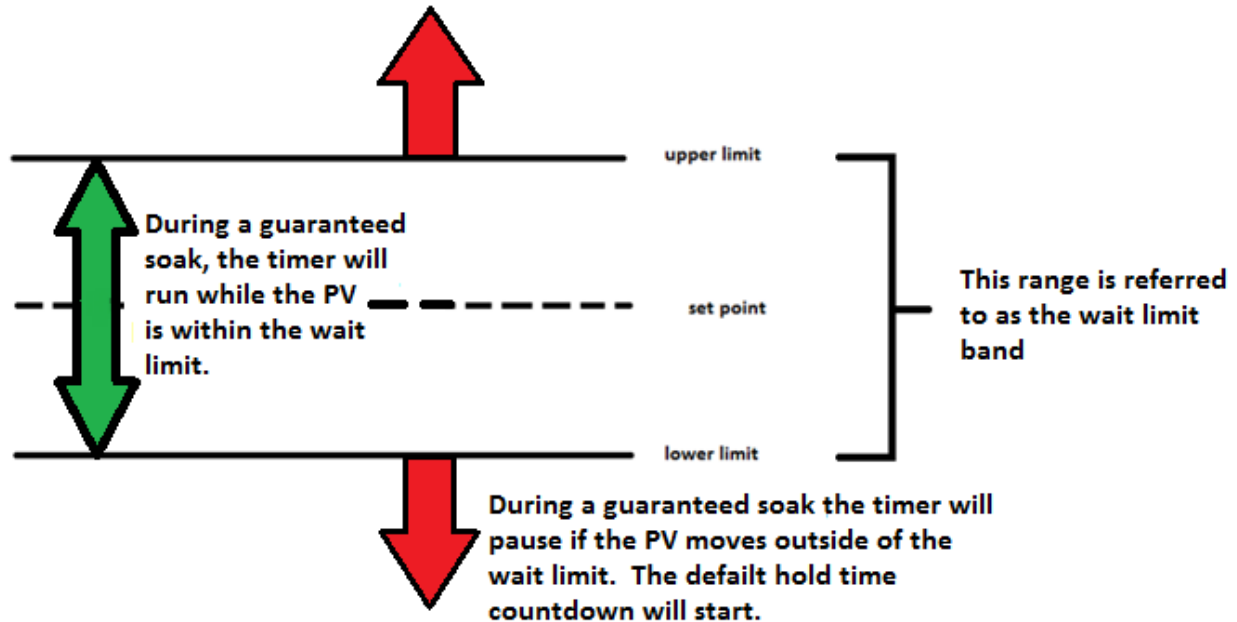 upper limit
During a guaranteed
soak, the timer will
run while the PV
is within the wait
limit.
set point
This range is referred
to as the wait limit
band
lower limit
During a guaranteed soak the timer will
pause if the PV moves outside of the
wait limit.  The defailt hold time
countdown will start.